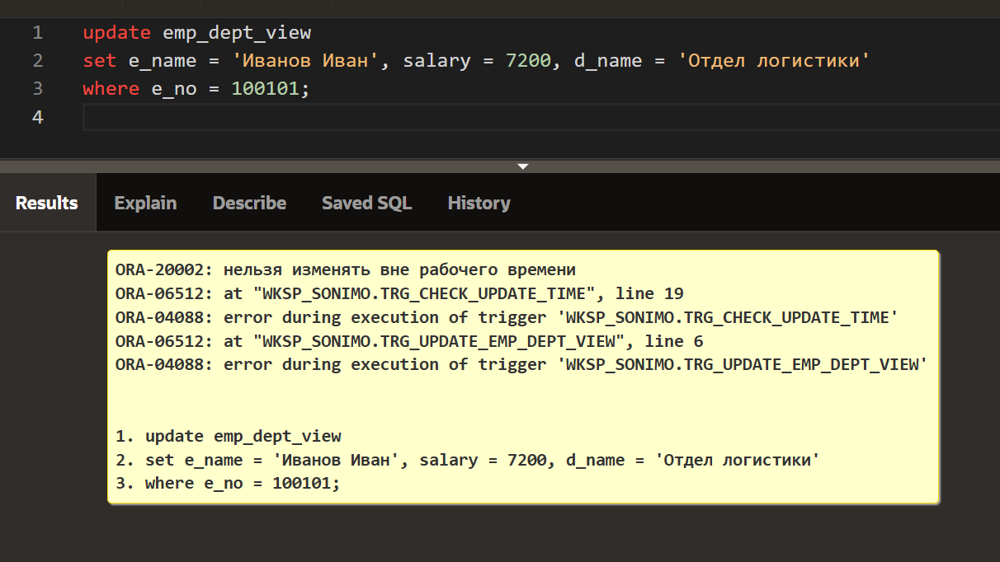 1 update emp_dept_view
2 set e_name = 'Иванов Иван', salary = 7200, d_name = 'Отдел логистики'
3 where e_no = 100101;
4
Results Explain Describe Saved SQL History
ORA-20002: нельзя изменять вне рабочего времени
ORA-06512: at "WKSP_SONIMO.TRG_CHECK_UPDATE_TIME", line 19
ORA-04088: error during execution of trigger 'WKSP_SONIMO.TRG_CHECK_UPDATE_TIME'
ORA-06512: at "WKSP_SONIMO.TRG_UPDATE_EMP_DEPT_VIEW", line 6
ORA-04088: error during execution of trigger 'WKSP_SONIMO.TRG_UPDATE_EMP_DEPT_VIEW'
1. update emp_dept_view
2. set e_name = 'Иванов Иван', salary = 7200, d_name = 'Отдел логистики'
3. where e_no = 100101;